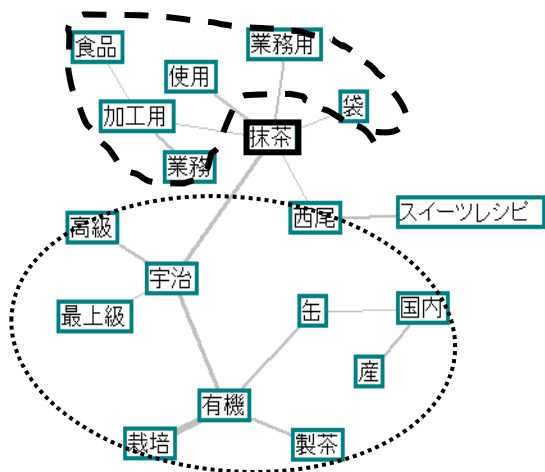 業務用
食品
使用
袋
加工用
抹茶
業務
西尾
スイーツレシピ
高級
宇治
最上級
缶
国内
産
有機
栽培
製茶